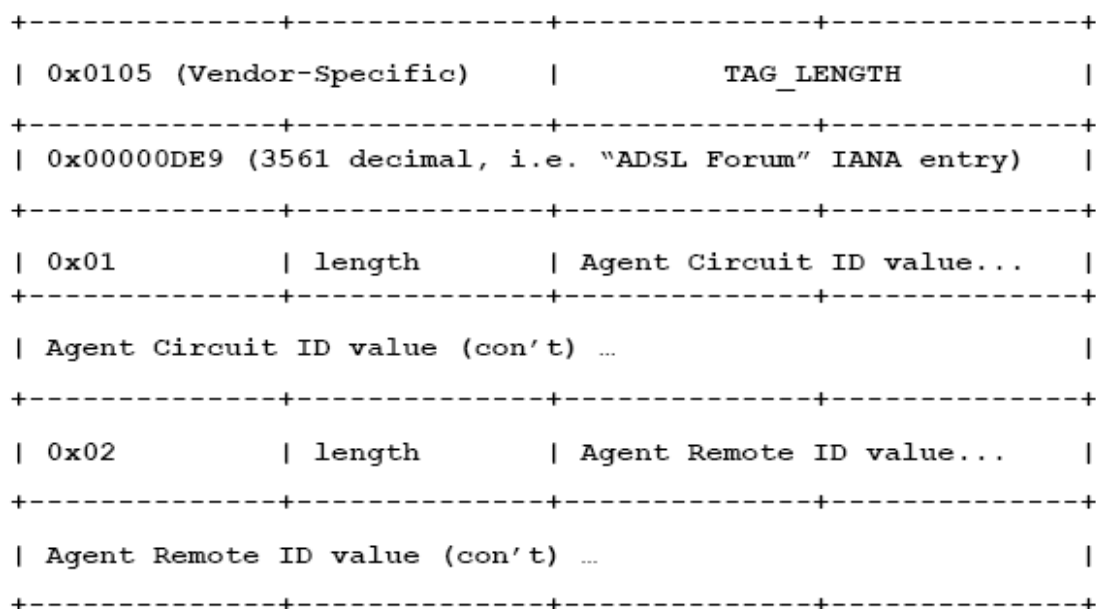 +--------------+--------------+--------------+--------------+
| 0x0105 (Vendor-Specific)    |         TAG_LENGTH          |
+--------------+--------------+--------------+--------------+
| 0x00000DE9 (3561 decimal, i.e. “ADSL Forum” IANA entry)   |
+--------------+--------------+--------------+--------------+
| 0x01         | length       | Agent Circuit ID value...   |
+--------------+--------------+--------------+--------------+
| Agent Circuit ID value (con’t) …                          |
+--------------+--------------+--------------+--------------+
| 0x02         | length       | Agent Remote ID value...    |
+--------------+--------------+--------------+--------------+
| Agent Remote ID value (con’t) …                           |
+--------------+--------------+--------------+--------------+